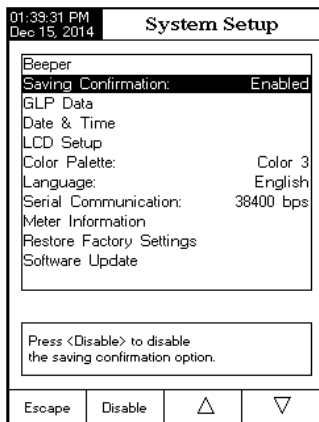 01:39:31 PM
Dec 15, 2014
System Setup
Beeper
Saving Confirmation: Enabled
GLP Data
Date & Time
LCD Setup
Color Palette: Color 3
Language: English
Serial Communication: 38400 bps
Meter Information
Restore Factory Settings
Software Update
Press <Disable> to disable
the saving confirmation option.
Escape Disable